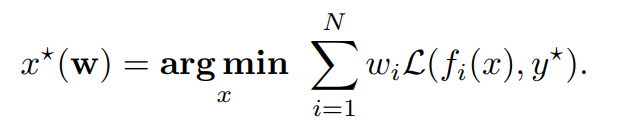 x⋆(w) = arg min_x ∑_{i=1}^{N} w_i ℒ(f_i(x), y⋆).